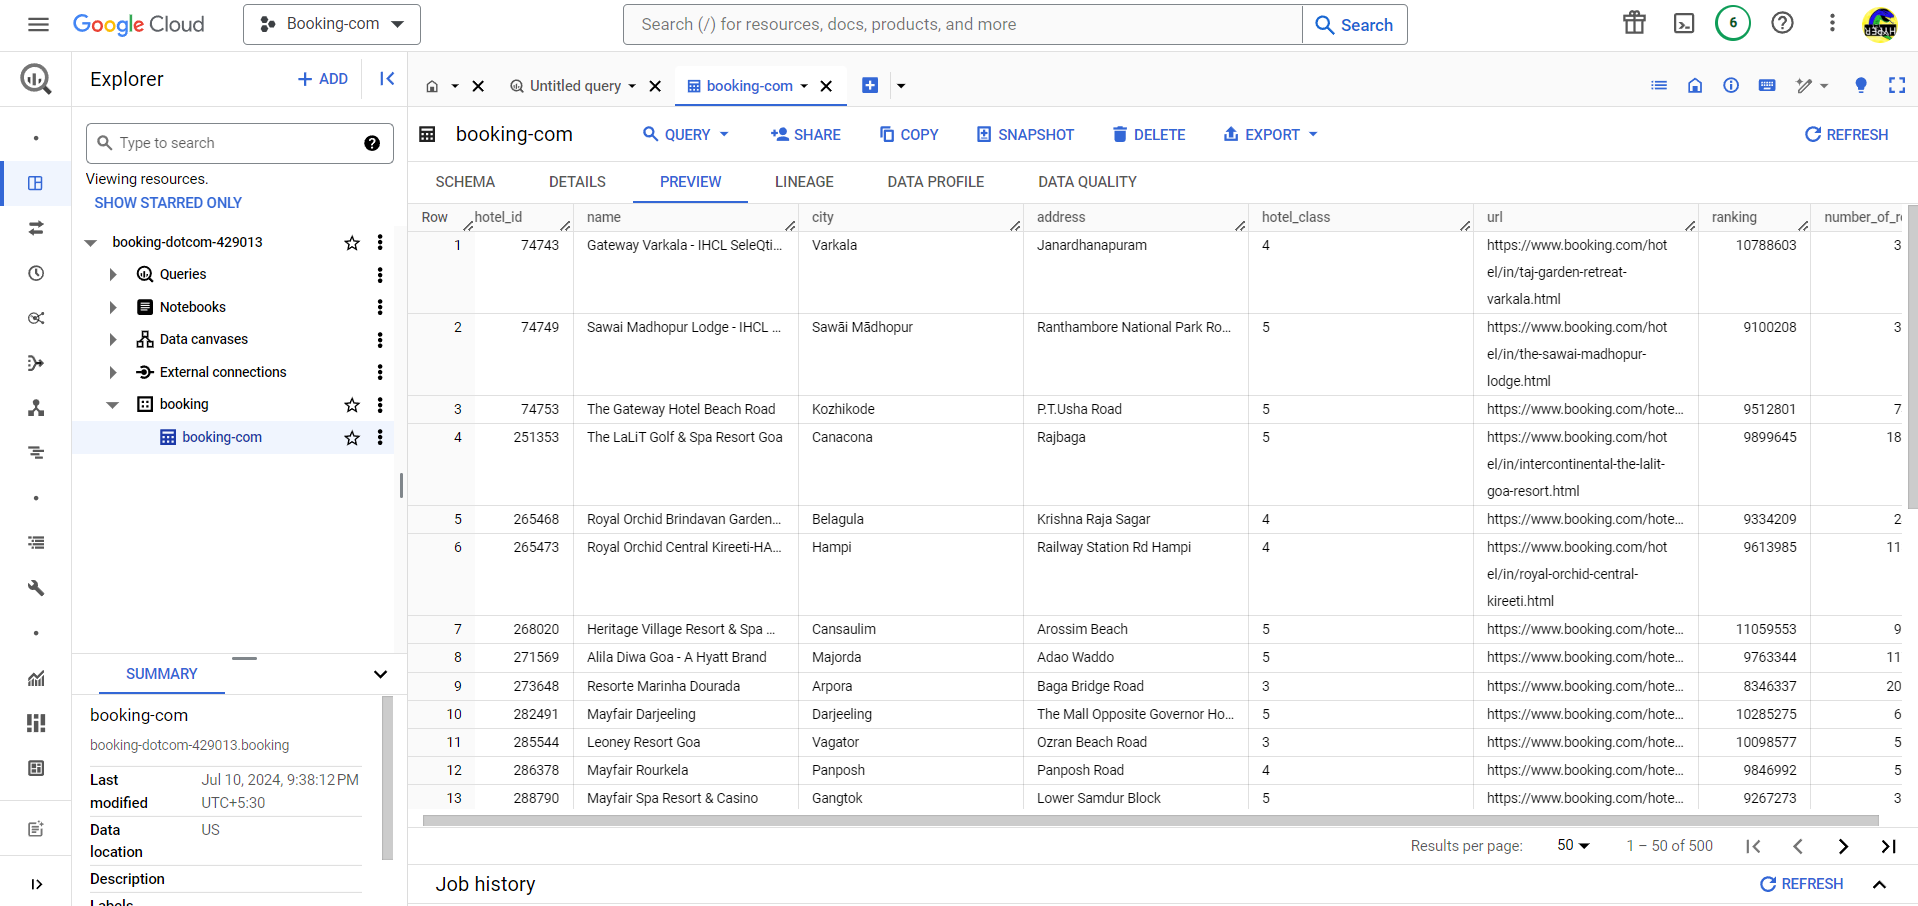 Google Cloud
Booking-com
Search (/) for resources, docs, products, and more
Search
6
Explorer
+ ADD
Untitled query
booking-com
Type to search
Viewing resources.
SHOW STARRED ONLY
booking-dotcom-429013
Queries
Notebooks
Data canvases
External connections
booking
booking-com
SUMMARY
booking-com
booking-dotcom-429013.booking
Last modified Jul 10, 2024, 9:38:12 PM UTC+5:30
Data location US
Description
Labels
booking-com
QUERY SHARE COPY SNAPSHOT DELETE EXPORT REFRESH
SCHEMA DETAILS PREVIEW LINEAGE DATA PROFILE DATA QUALITY
Row hotel_id name city address hotel_class url ranking number_of_r
1 74743 Gateway Varkala - IHCL SeleQti... Varkala Janardhanapuram 4 https://www.booking.com/hot 10788603 3
el/in/taj-garden-retreat-
varkala.html
2 74749 Sawai Madhopur Lodge - IHCL ... Sawāi Mādhopur Ranthambore National Park Ro... 5 https://www.booking.com/hot 9100208 3
el/in/the-sawai-madhopur-
lodge.html
3 74753 The Gateway Hotel Beach Road Kozhikode P.T.Usha Road 5 https://www.booking.com/hote... 9512801 7
4 251353 The LaLiT Golf & Spa Resort Goa Canacona Rajbaga 5 https://www.booking.com/hot 9899645 18
el/in/intercontinental-the-lalit-
goa-resort.html
5 265468 Royal Orchid Brindavan Garden... Belagula Krishna Raja Sagar 4 https://www.booking.com/hote... 9334209 2
6 265473 Royal Orchid Central Kireeti-HA... Hampi Railway Station Rd Hampi 4 https://www.booking.com/hot 9613985 11
el/in/royal-orchid-central-
kireeti.html
7 268020 Heritage Village Resort & Spa ... Cansaulim Arossim Beach 5 https://www.booking.com/hote... 11059553 9
8 271569 Alila Diwa Goa - A Hyatt Brand Majorda Adao Waddo 5 https://www.booking.com/hote... 9763344 11
9 273648 Resorte Marinha Dourada Arpora Baga Bridge Road 3 https://www.booking.com/hote... 8346337 20
10 282491 Mayfair Darjeeling Darjeeling The Mall Opposite Governor Ho... 5 https://www.booking.com/hote... 10285275 6
11 285544 Leoney Resort Goa Vagator Ozran Beach Road 3 https://www.booking.com/hote... 10098577 5
12 286378 Mayfair Rourkela Panposh Panposh Road 4 https://www.booking.com/hote... 9846992 5
13 288790 Mayfair Spa Resort & Casino Gangtok Lower Samdur Block 5 https://www.booking.com/hote... 9267273 3
Results per page: 50 1 – 50 of 500
Job history REFRESH